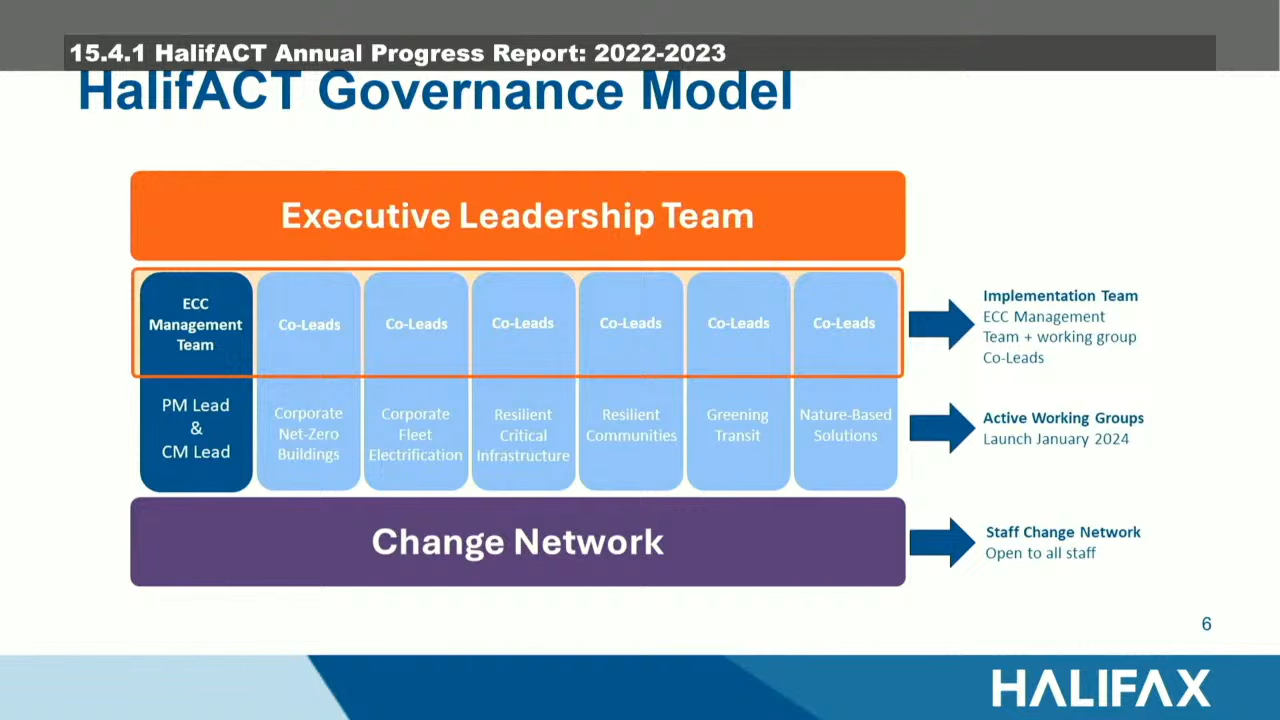 15.4.1 HalifACT Annual Progress Report: 2022-2023
HalifACT Governance Model
Executive Leadership Team
ECC
Management
Team
Co-Leads
Co-Leads
Co-Leads
Co-Leads
Co-Leads
Co-Leads
Implementation Team
ECC Management
Team + working group
Co-Leads
PM Lead
&
CM Lead
Corporate
Net-Zero
Buildings
Corporate
Fleet
Electrification
Resilient
Critical
Infrastructure
Resilient
Communities
Greening
Transit
Nature-Based
Solutions
Active Working Groups
Launch January 2024
Change Network
Staff Change Network
Open to all staff
6
HALIFAX